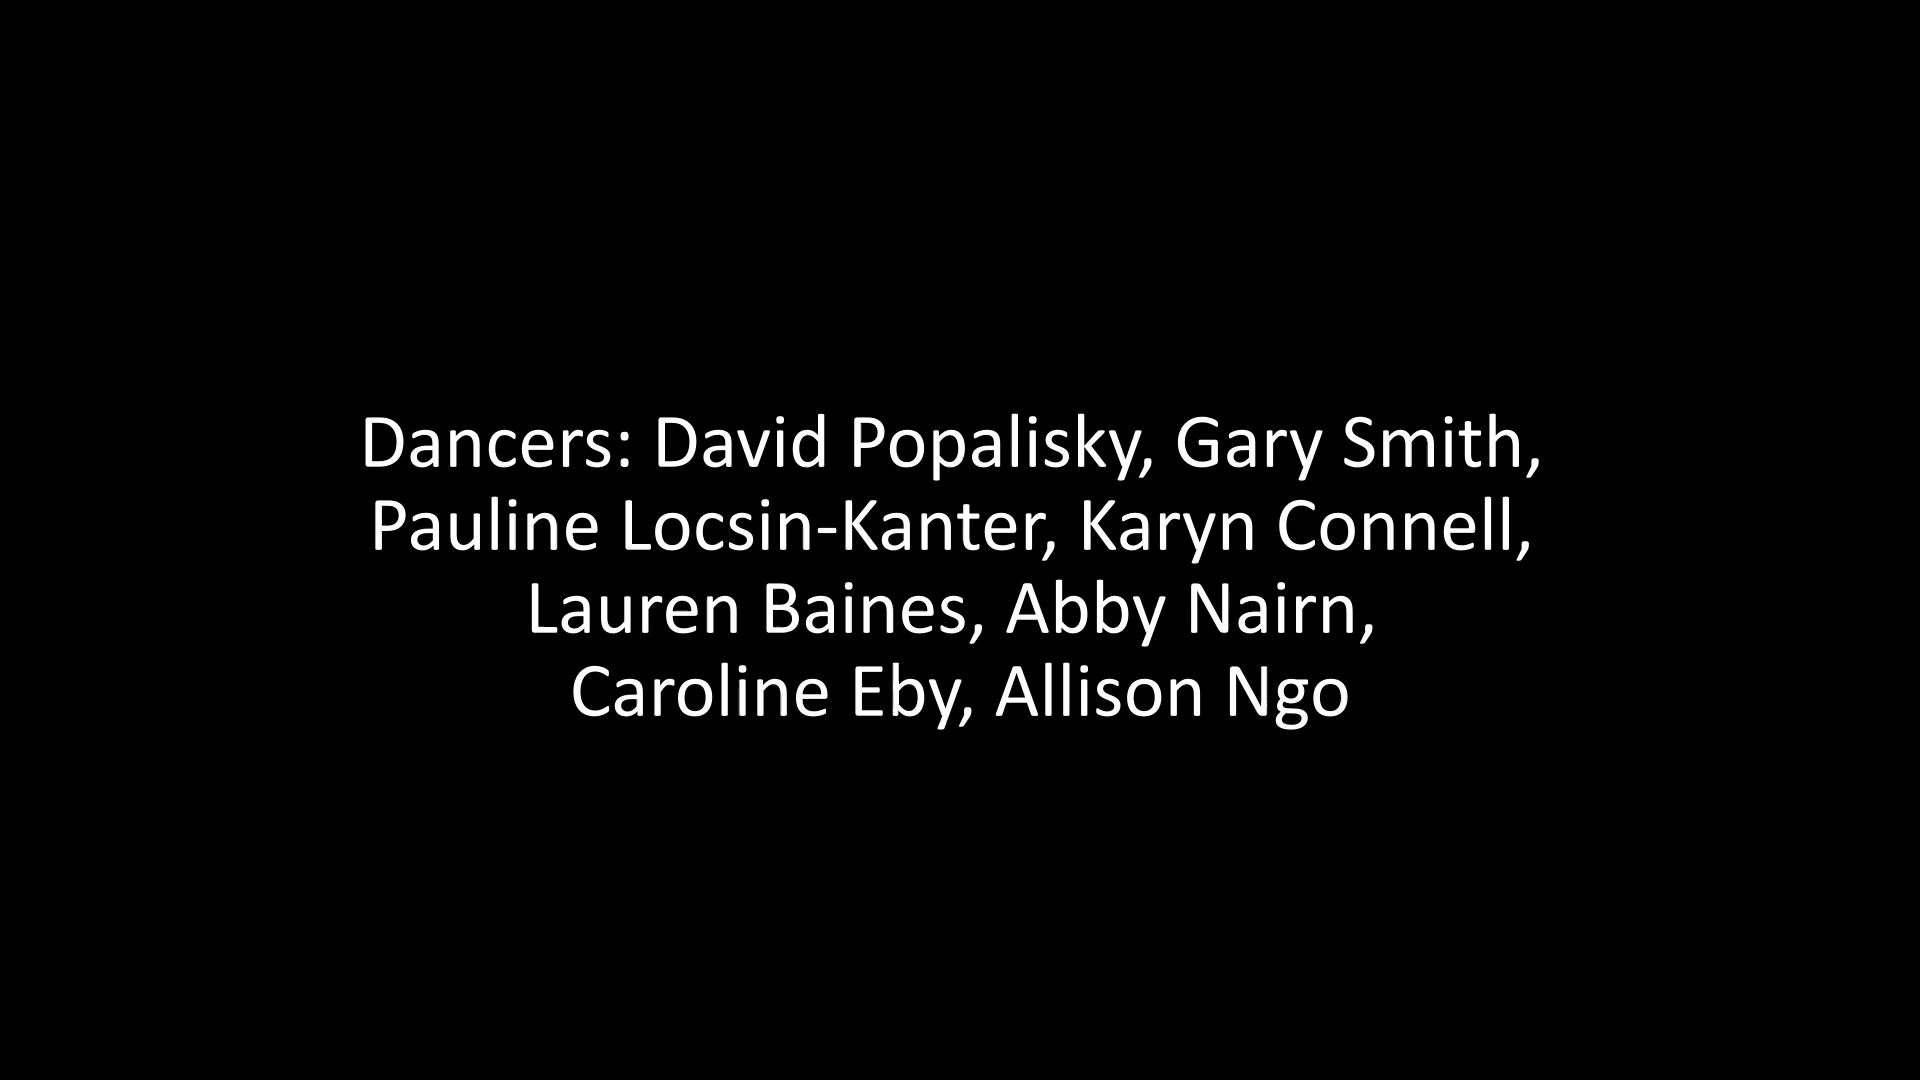 Dancers: David Popalisky, Gary Smith,
Pauline Locsin-Kanter, Karyn Connell,
Lauren Baines, Abby Nairn,
Caroline Eby, Allison Ngo